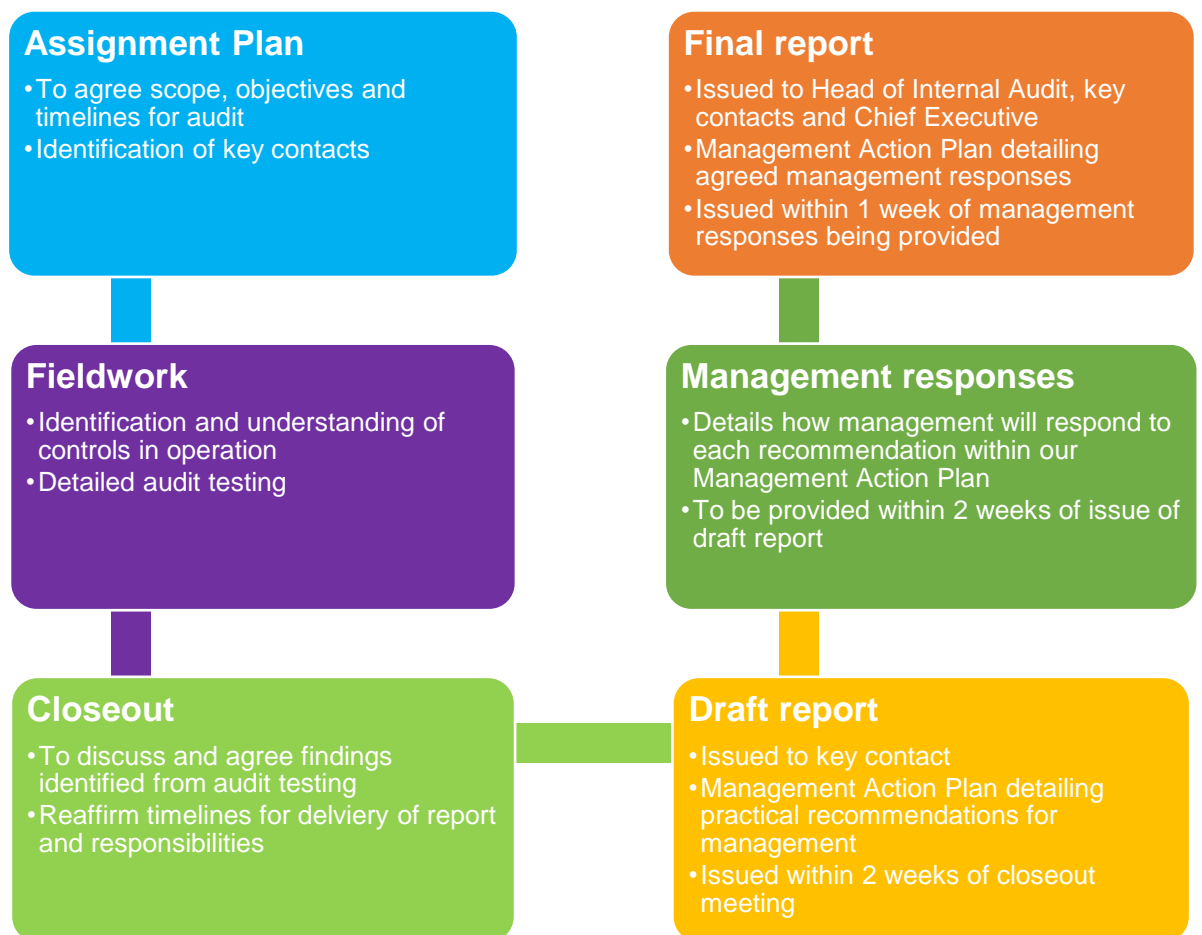 Assignment Plan
•To agree scope, objectives and
timelines for audit
•Identification of key contacts
Fieldwork
•Identification and understanding of
controls in operation
•Detailed audit testing
Closeout
•To discuss and agree findings
identified from audit testing
•Reaffirm timelines for delviery of report
and responsibilities
Draft report
•Issued to key contact
•Management Action Plan detailing
practical recommendations for
management
•Issued within 2 weeks of closeout
meeting
Management responses
•Details how management will respond to
each recommendation within our
Management Action Plan
•To be provided within 2 weeks of issue of
draft report
Final report
•Issued to Head of Internal Audit, key
contacts and Chief Executive
•Management Action Plan detailing
agreed management responses
•Issued within 1 week of management
responses being provided